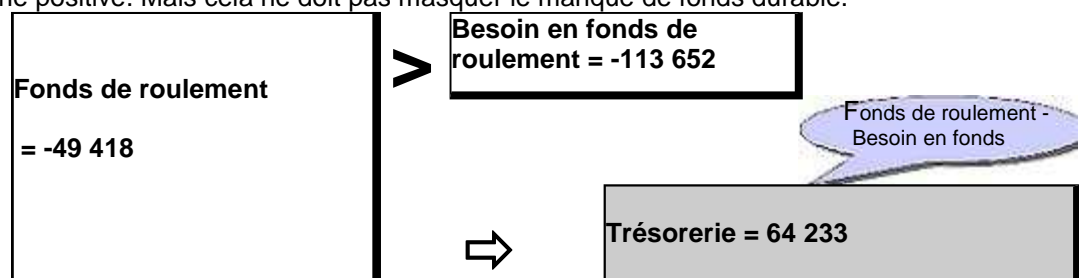 ne positive. Mais cela ne doit pas masquer le manque de fonds durable.
Besoin en fonds de
roulement = -113 652
>
Fonds de roulement
= -49 418
Fonds de roulement -
Besoin en fonds
Trésorerie = 64 233